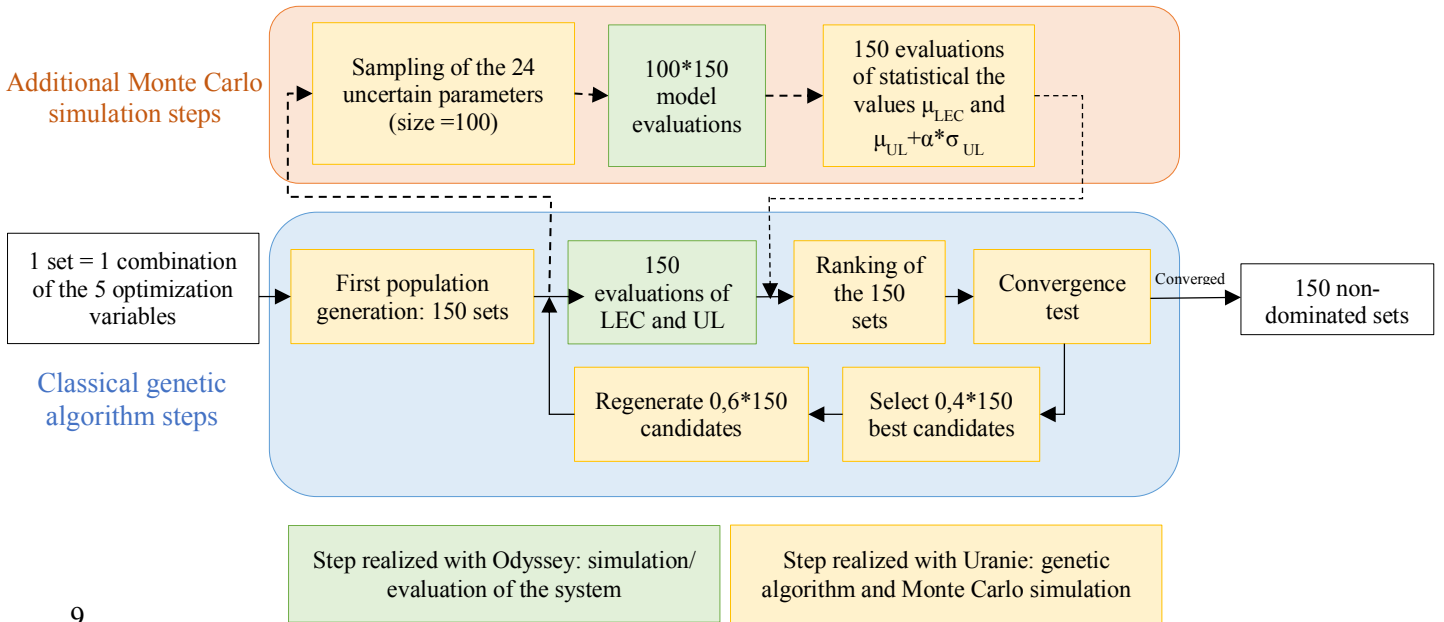 Additional Monte Carlo
simulation steps
Sampling of the 24
uncertain parameters
(size =100)
100*150
model
evaluations
150 evaluations
of statistical the
values μLEC and
μUL+α*σ UL
1 set = 1 combination
of the 5 optimization
variables
First population
generation: 150 sets
150
evaluations of
LEC and UL
Ranking of
the 150
sets
Convergence
test
Converged
150 non-
dominated sets
Classical genetic
algorithm steps
Regenerate 0,6*150
candidates
Select 0,4*150
best candidates
Step realized with Odyssey: simulation/
evaluation of the system
Step realized with Uranie: genetic
algorithm and Monte Carlo simulation
9